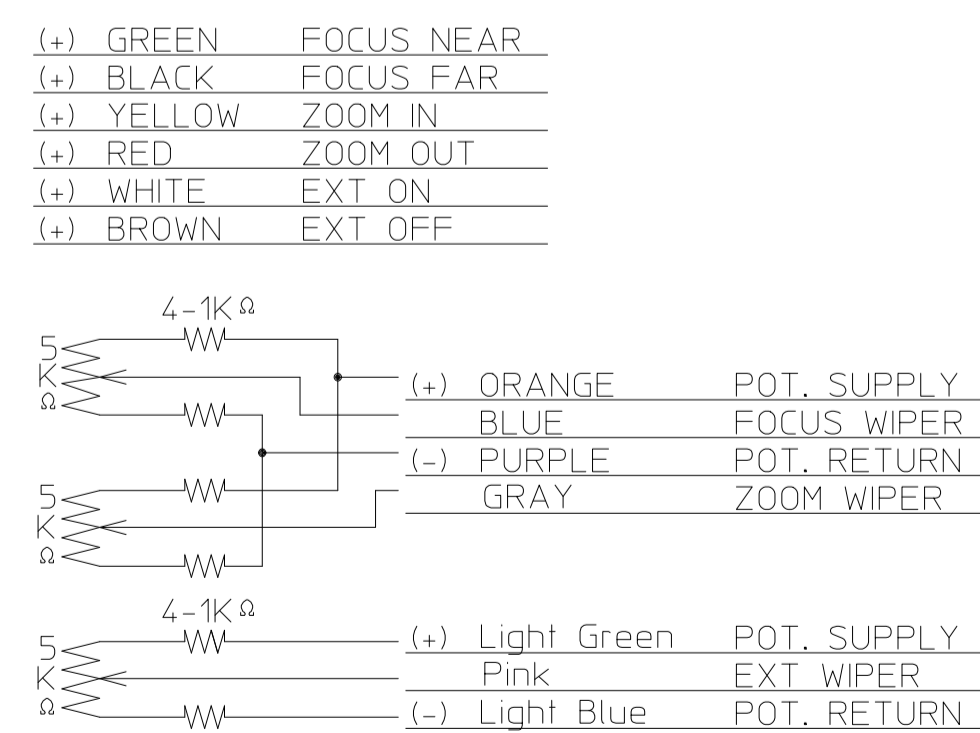 (+) GREEN FOCUS NEAR
(+) BLACK FOCUS FAR
(+) YELLOW ZOOM IN
(+) RED ZOOM OUT
(+) WHITE EXT ON
(+) BROWN EXT OFF
4-1K Ω
5
K
Ω
(+) ORANGE POT. SUPPLY
BLUE FOCUS WIPER
(-) PURPLE POT. RETURN
GRAY ZOOM WIPER
5
K
Ω
4-1K Ω
5
K
Ω
(+) Light Green POT. SUPPLY
Pink EXT WIPER
(-) Light Blue POT. RETURN